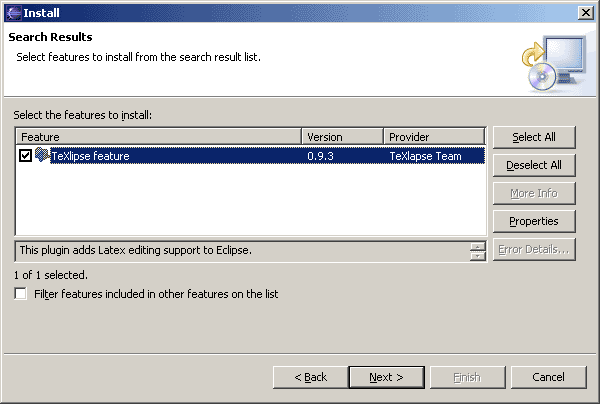 Install
Search Results
Select features to install from the search result list.
Select the features to install:
Feature Version Provider
TeXlipse feature 0.9.3 TeXlapse Team
Select All
Deselect All
More Info
Properties
Error Details...
This plugin adds Latex editing support to Eclipse.
1 of 1 selected.
Filter features included in other features on the list
< Back Next > Finish Cancel